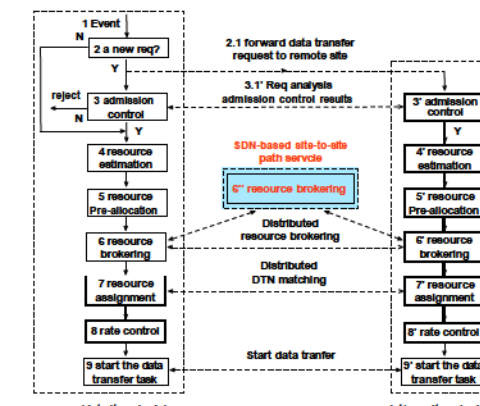 1 Event
N
2 a new req?
Y
2.1 forward data transfer
request to remote site
reject
3 admission
control
N
Y
3.1' Req analysis
admission control results
3' admission
control
Y
4 resource
estimation
4' resource
estimation
SDN-based site-to-site
path servcie
6'' resource brokering
5 resource
Pre-allocation
5' resource
Pre-allocation
6 resource
brokering
Distributed
resource brokering
6' resource
brokering
7 resource
assignment
Distributed
DTN matching
7' resource
assignment
8 rate control
8' rate control
9 start the data
transfer task
Start data tranfer
9' start the data
transfer task